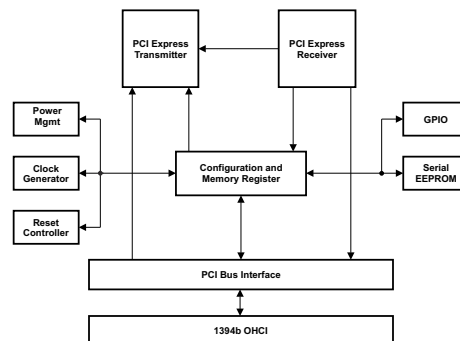 PCI Express
Transmitter
PCI Express
Receiver
Power
Mgmt
GPIO
Clock
Generator
Configuration and
Memory Register
Serial
EEPROM
Reset
Controller
PCI Bus Interface
1394b OHCI